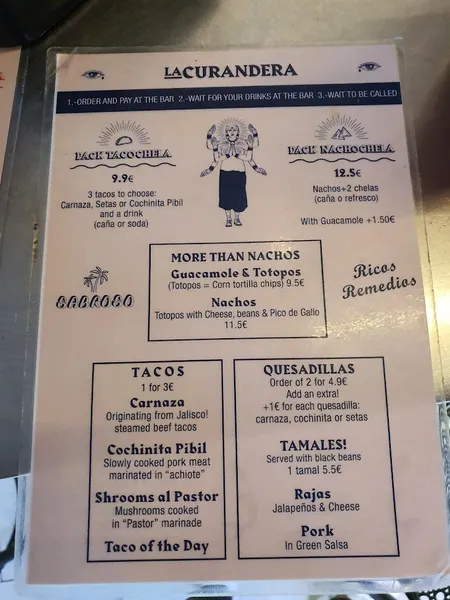 LACURANDERA
1.-ORDER AND PAY AT THE BAR 2.-WAIT FOR YOUR DRINKS AT THE BAR 3.-WAIT TO BE CALLED
PACK TACOCHELA
9.9€
3 tacos to choose:
Carnaza, Setas or Cochinita Pibil
and a drink
(caña or soda)
PACK NACHOCHELA
12.5€
Nachos+2 chelas
(caña o refresco)
With Guacamole +1.50€
SABROSO
MORE THAN NACHOS
Guacamole & Totopos
(Totopos = Corn tortilla chips) 9.5€
Nachos
Totopos with Cheese, beans & Pico de Gallo
11.5€
Ricos
Remedios
TACOS
1 for 3€
Carnaza
Originating from Jalisco!
steamed beef tacos
Cochinita Pibil
Slowly cooked pork meat
marinated in "achiote"
Shrooms al Pastor
Mushrooms cooked
in "Pastor" marinade
Taco of the Day
QUESADILLAS
Order of 2 for 4.9€
Add an extra!
+1€ for each quesadilla:
carnaza, cochinita or setas
TAMALES!
Served with black beans
1 tamal 5.5€
Rajas
Jalapeños & Cheese
Pork
In Green Salsa